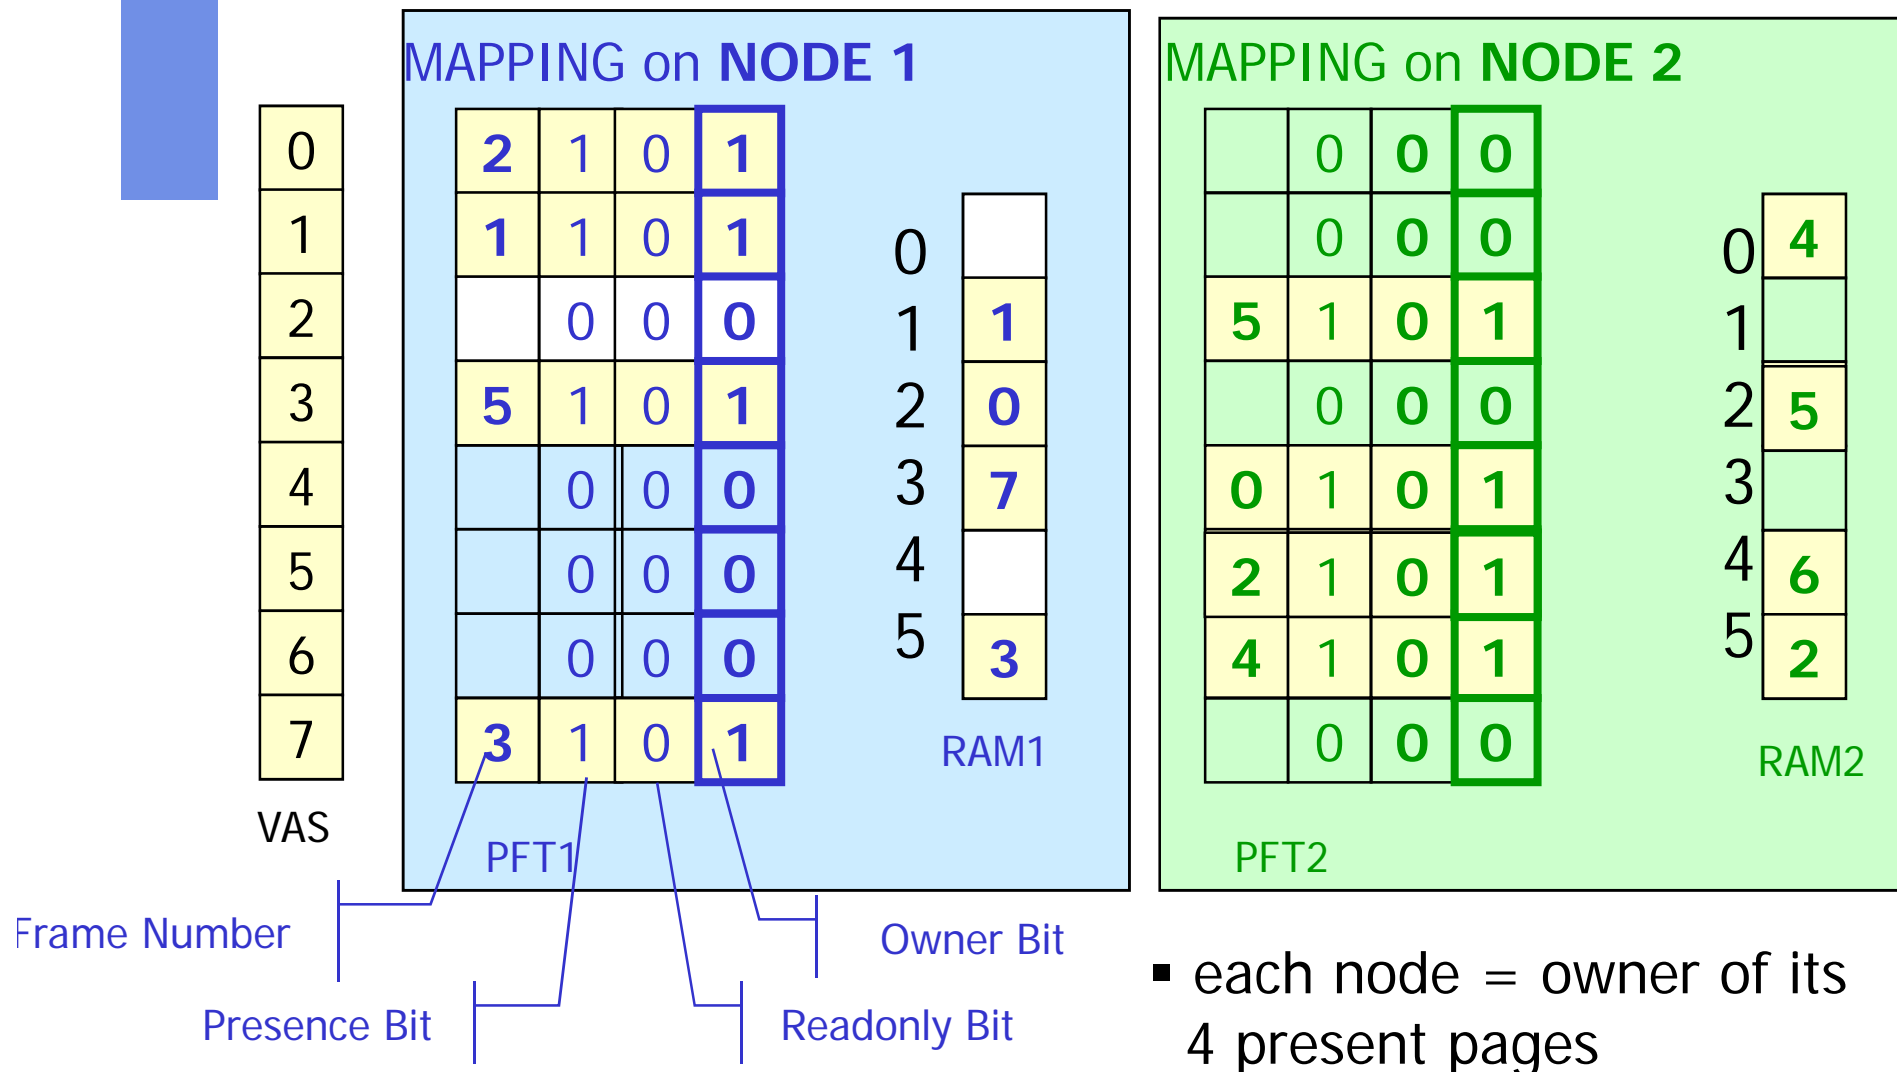 MAPPING on NODE 1
MAPPING on NODE 2
0
1
2
3
4
5
6
7
VAS
2 1 0 1
1 1 0 1
0 0 0
5 1 0 1
0 0 0
0 0 0
0 0 0
3 1 0 1
PFT1
0
1 1
2 0
3 7
4
5 3
RAM1
0 0 0
0 0 0
5 1 0 1
0 0 0
0 1 0 1
2 1 0 1
4 1 0 1
0 0 0
PFT2
0 4
1
2 5
3
4 6
5 2
RAM2
Frame Number
Owner Bit
Presence Bit
Readonly Bit
▪ each node = owner of its
4 present pages